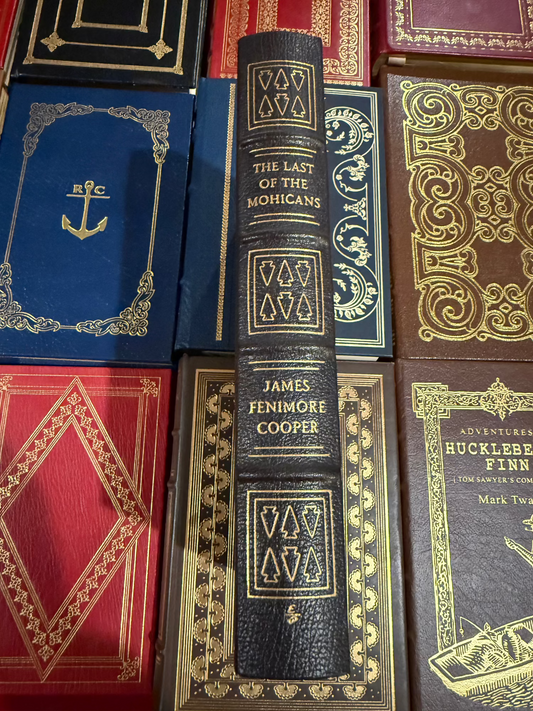 THE LAST
OF THE
MOHICANS
JAMES
FENIMORE
COOPER
R C
ADVENTURES
HUCKLEBE
FINN
[TOM SAWYER'S COM
Mark Twa